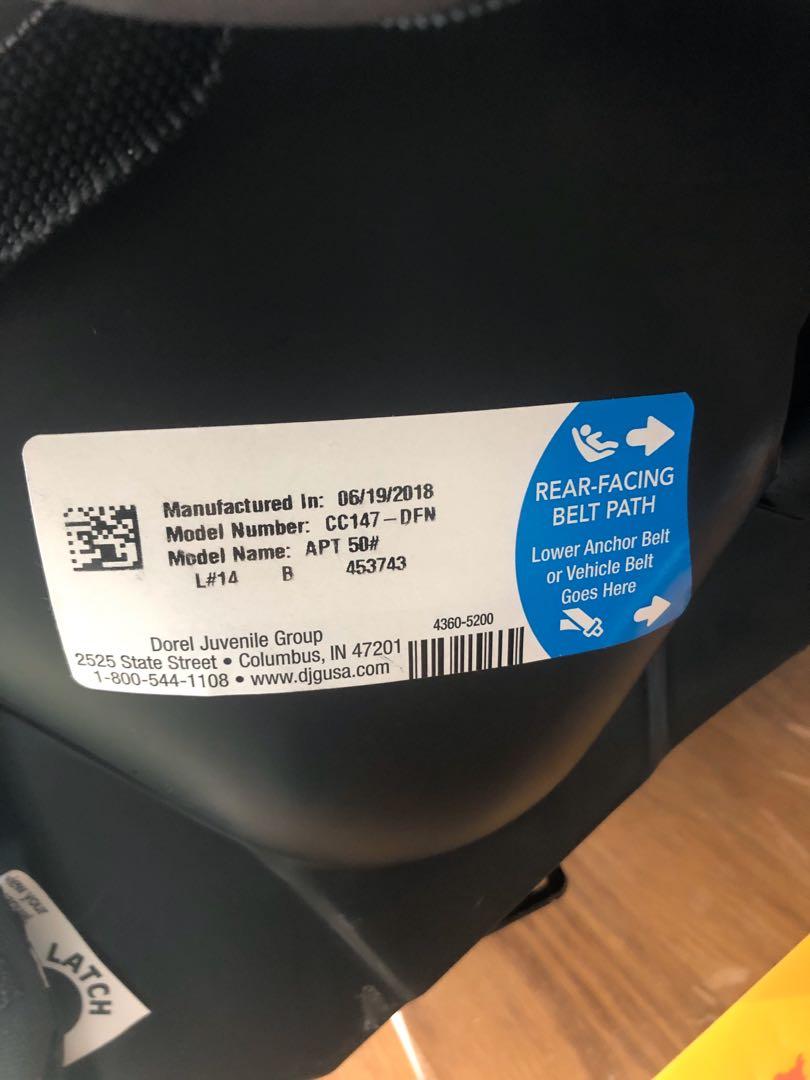 Manufactured In: 06/19/2018
Model Number: CC147-DFN
Model Name: APT 50#
L#14 B 453743
4360-5200
Dorel Juvenile Group
2525 State Street • Columbus, IN 47201
1-800-544-1108 • www.djgusa.com
REAR-FACING
BELT PATH
Lower Anchor Belt
or Vehicle Belt
Goes Here
your
LATCH